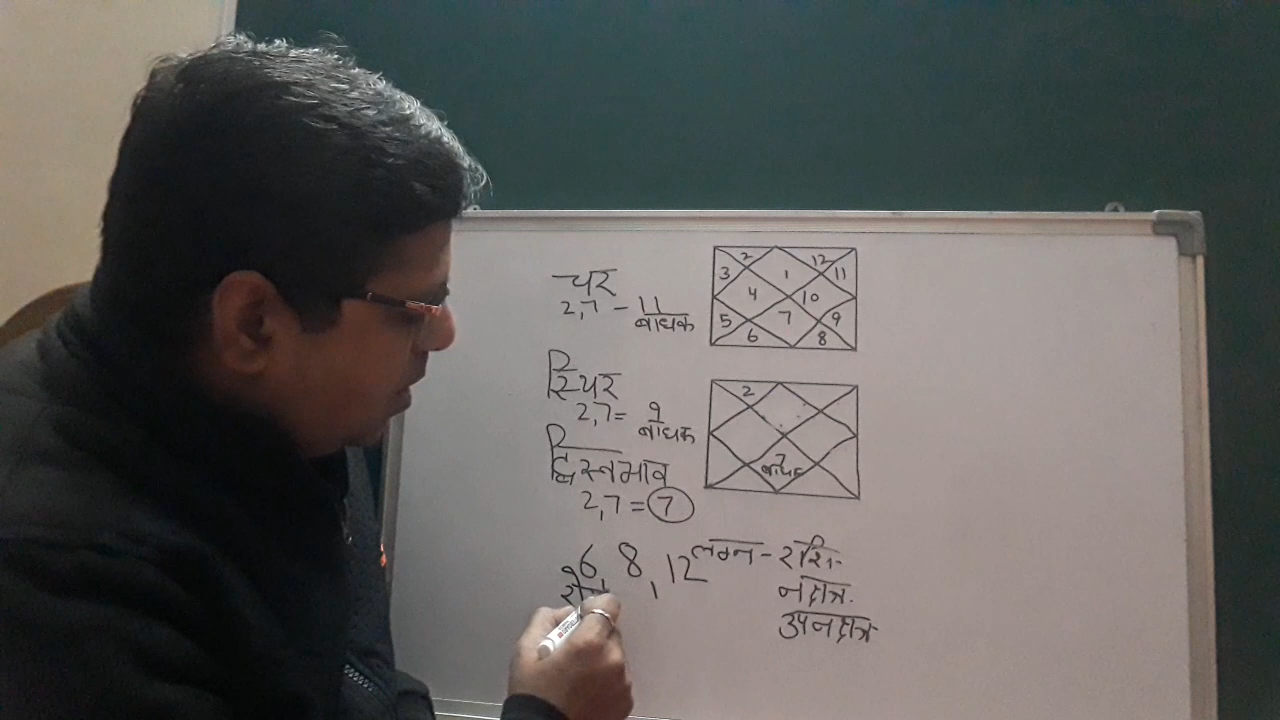 चर
2,7 - 11
बाधक
2 12
3 1 11
4 10
5 7 9
6 8
स्थिर
2,7 = 9
बाधक
2
7
बाधक
द्विस्वभाव
2,7 = 7
6, 8, 12
रोग
लग्न - राशि.
नक्षत्र.
उपनक्षत्र